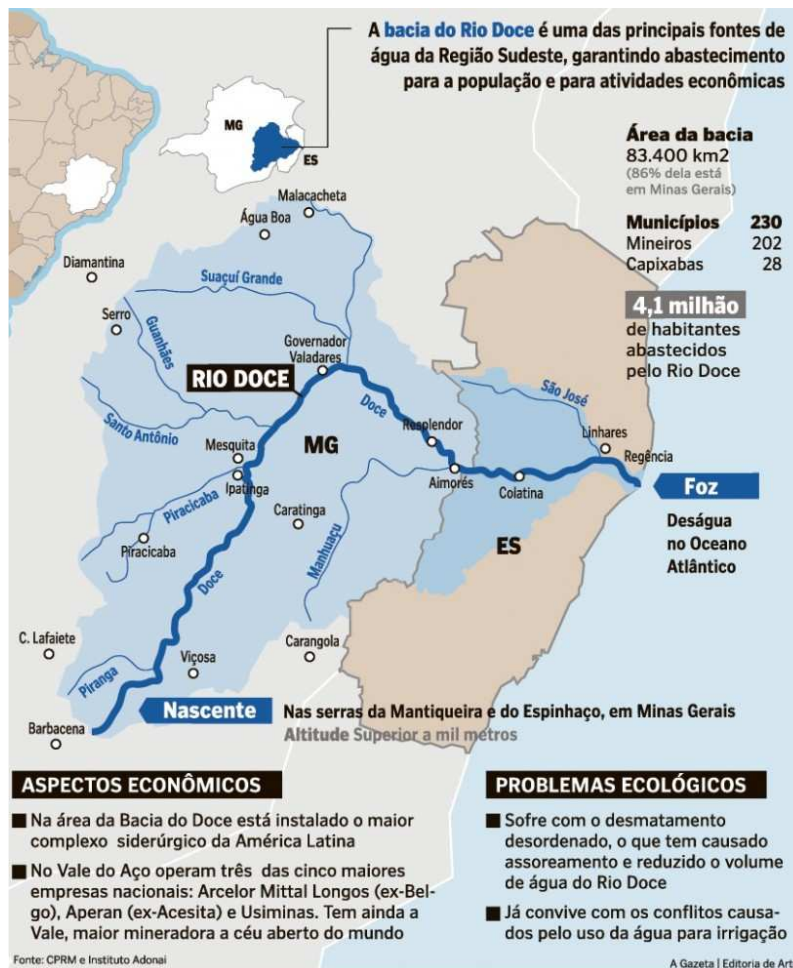 A bacia do Rio Doce é uma das principais fontes de
água da Região Sudeste, garantindo abastecimento
para a população e para atividades econômicas
MG
ES
Área da bacia
83.400 km2
(86% dela está
em Minas Gerais)
Municípios 230
Mineiros 202
Capixabas 28
4,1 milhão
de habitantes
abastecidos
pelo Rio Doce
Malacacheta
Água Boa
Diamantina
Suaçuí Grande
Serro
Guanhães
Governador
Valadares
RIO DOCE
São José
Doce
Santo Antônio
Resplendor
Linhares
Mesquita
MG
Regência
Ipatinga
Aimorés
Colatina
Foz
Piracicaba
Caratinga
Deságua
no Oceano
Atlântico
Piracicaba
Manhuaçu
ES
Doce
C. Lafaiete
Carangola
Viçosa
Piranga
Nascente
Nas serras da Mantiqueira e do Espinhaço, em Minas Gerais
Altitude Superior a mil metros
Barbacena
ASPECTOS ECONÔMICOS
Na área da Bacia do Doce está instalado o maior
complexo siderúrgico da América Latina
No Vale do Aço operam três das cinco maiores
empresas nacionais: Arcelor Mittal Longos (ex-Bel-
go), Aperan (ex-Acesita) e Usiminas. Tem ainda a
Vale, maior mineradora a céu aberto do mundo
PROBLEMAS ECOLÓGICOS
Sofre com o desmatamento
desordenado, o que tem causado
assoreamento e reduzido o volume
de água do Rio Doce
Já convive com os conflitos causa-
dos pelo uso da água para irrigação
Fonte: CPRM e Instituto Adonai
A Gazeta | Editoria de Art